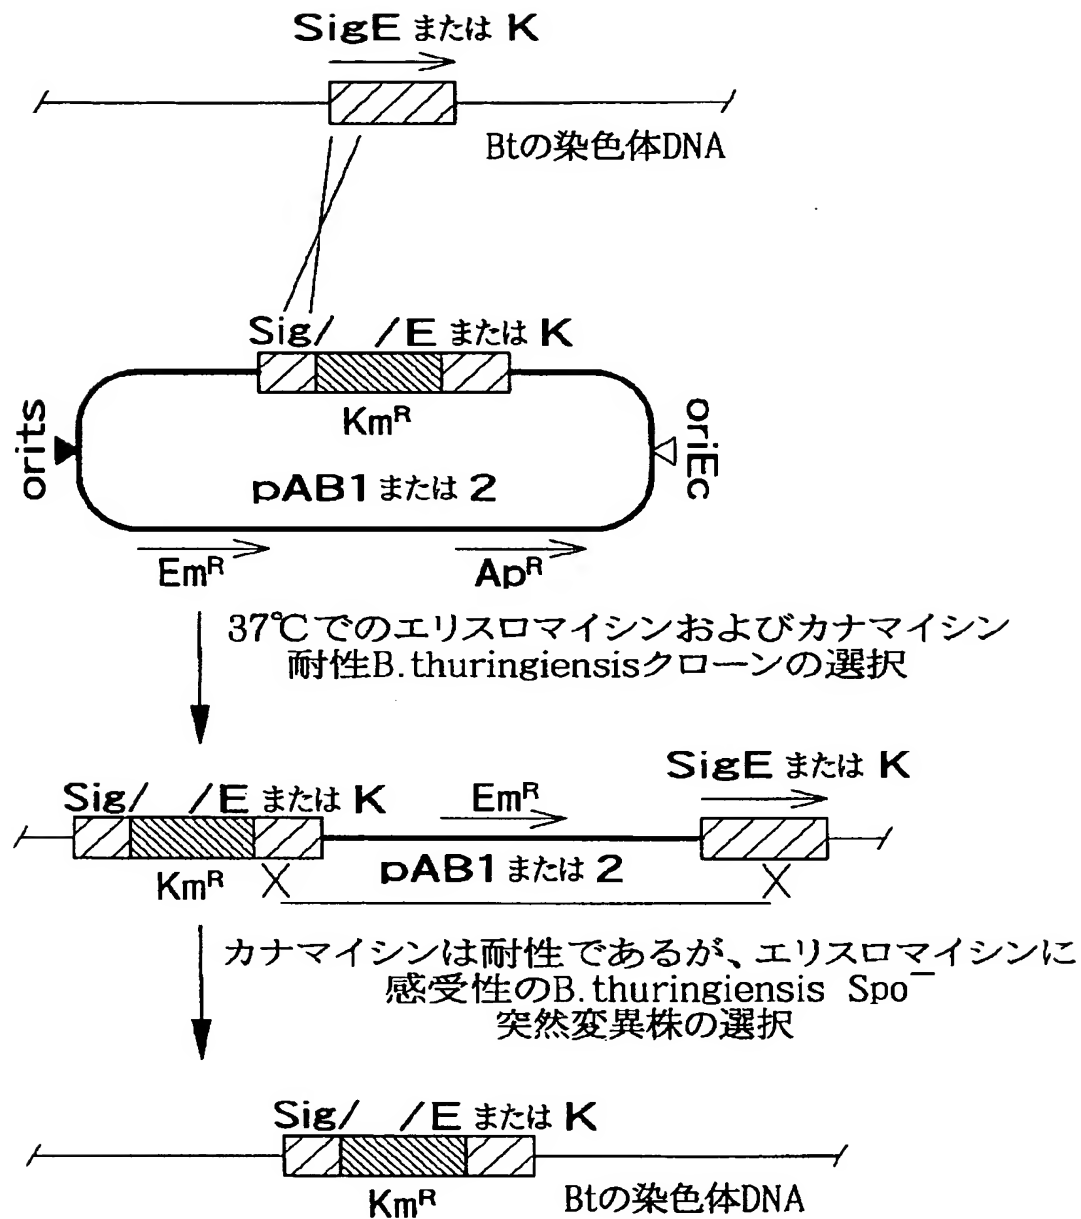 SigE または K
Btの染色体DNA
Sig/ /E または K
Kmᴿ
orits
oriEc
pAB1 または 2
Emᴿ
Apᴿ
37℃でのエリスロマイシンおよびカナマイシン
耐性B.thuringiensisクローンの選択
SigE または K
Sig/ /E または K
Emᴿ
Kmᴿ
pAB1 または 2
カナマイシンは耐性であるが、エリスロマイシンに
感受性のB.thuringiensis Spo⁻
突然変異株の選択
Sig/ /E または K
Kmᴿ
Btの染色体DNA